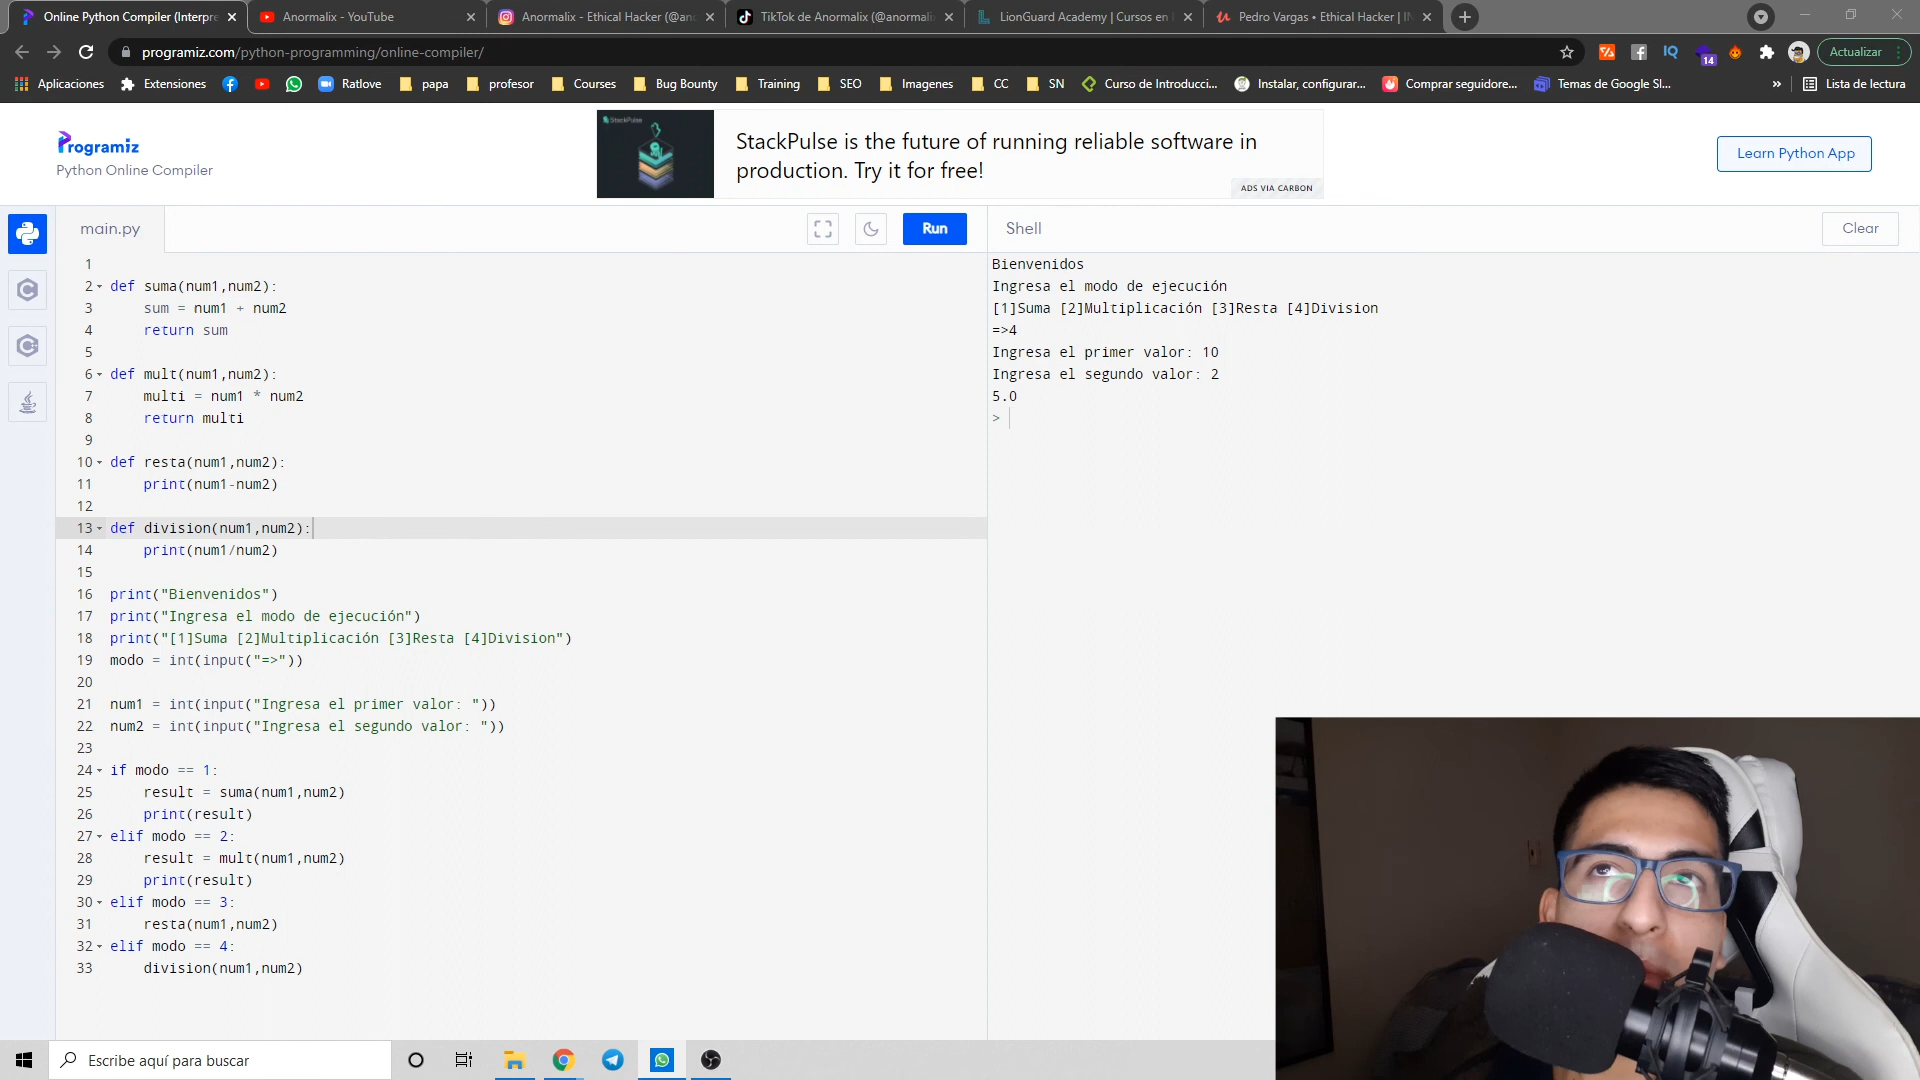 Online Python Compiler (Interpre
Anormalix - YouTube
Anormalix - Ethical Hacker (@an
TikTok de Anormalix (@anormali
LionGuard Academy | Cursos en
Pedro Vargas • Ethical Hacker | IN
programiz.com/python-programming/online-compiler/
14
Actualizar
Aplicaciones
Extensiones
Ratlove
papa
profesor
Courses
Bug Bounty
Training
SEO
Imagenes
CC
SN
Curso de Introducci...
Instalar, configurar...
Comprar seguidore...
Temas de Google Sl...
»
Lista de lectura
Programiz
Python Online Compiler
StackPulse
StackPulse is the future of running reliable software in
production. Try it for free!
ADS VIA CARBON
Learn Python App
main.py
Run
Shell
Clear
1
2 def suma(num1,num2):
3 sum = num1 + num2
4 return sum
5
6 def mult(num1,num2):
7 multi = num1 * num2
8 return multi
9
10 def resta(num1,num2):
11 print(num1-num2)
12
13 def division(num1,num2):
14 print(num1/num2)
15
16 print("Bienvenidos")
17 print("Ingresa el modo de ejecución")
18 print("[1]Suma [2]Multiplicación [3]Resta [4]Division")
19 modo = int(input("=>"))
20
21 num1 = int(input("Ingresa el primer valor: "))
22 num2 = int(input("Ingresa el segundo valor: "))
23
24 if modo == 1:
25 result = suma(num1,num2)
26 print(result)
27 elif modo == 2:
28 result = mult(num1,num2)
29 print(result)
30 elif modo == 3:
31 resta(num1,num2)
32 elif modo == 4:
33 division(num1,num2)
Bienvenidos
Ingresa el modo de ejecución
[1]Suma [2]Multiplicación [3]Resta [4]Division
=>4
Ingresa el primer valor: 10
Ingresa el segundo valor: 2
5.0
>
Escribe aquí para buscar